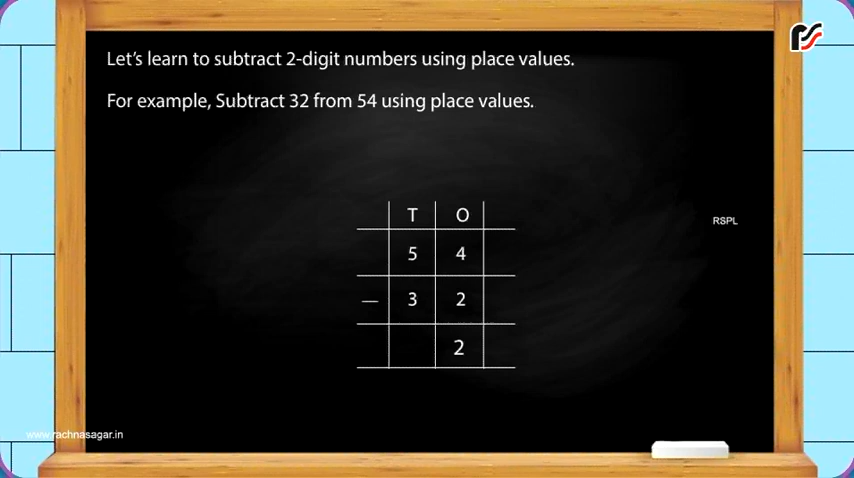 Let's learn to subtract 2-digit numbers using place values.
For example, Subtract 32 from 54 using place values.
T O
5 4
— 3 2
2
RSPL
www.rachnasagar.in